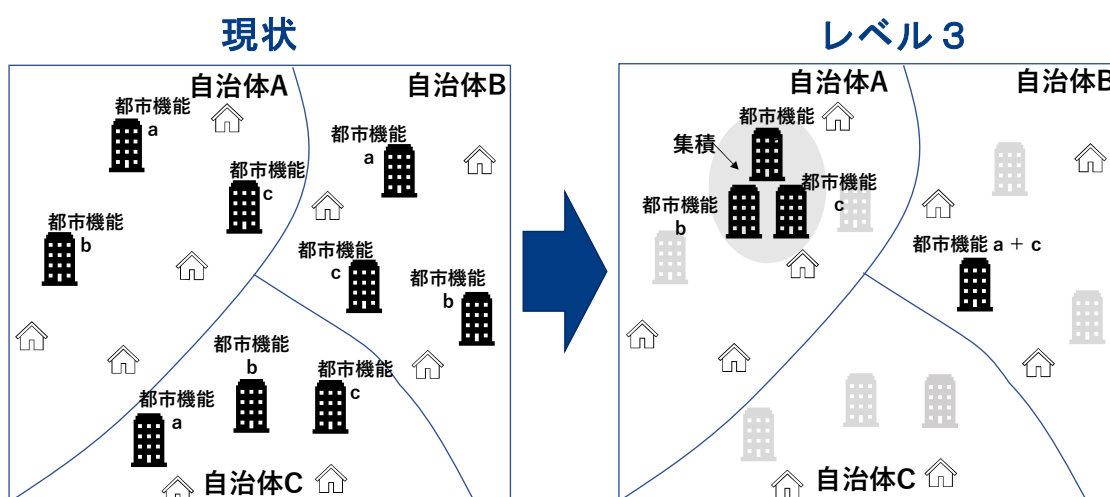 現状
自治体A
自治体B
都市機能
a
都市機能
a
都市機能
c
都市機能
b
都市機能
c
都市機能
b
都市機能
b
都市機能
c
都市機能
a
自治体C
レベル３
自治体A
自治体B
都市機能
集積
都市機能
c
都市機能
b
都市機能 a + c
自治体C